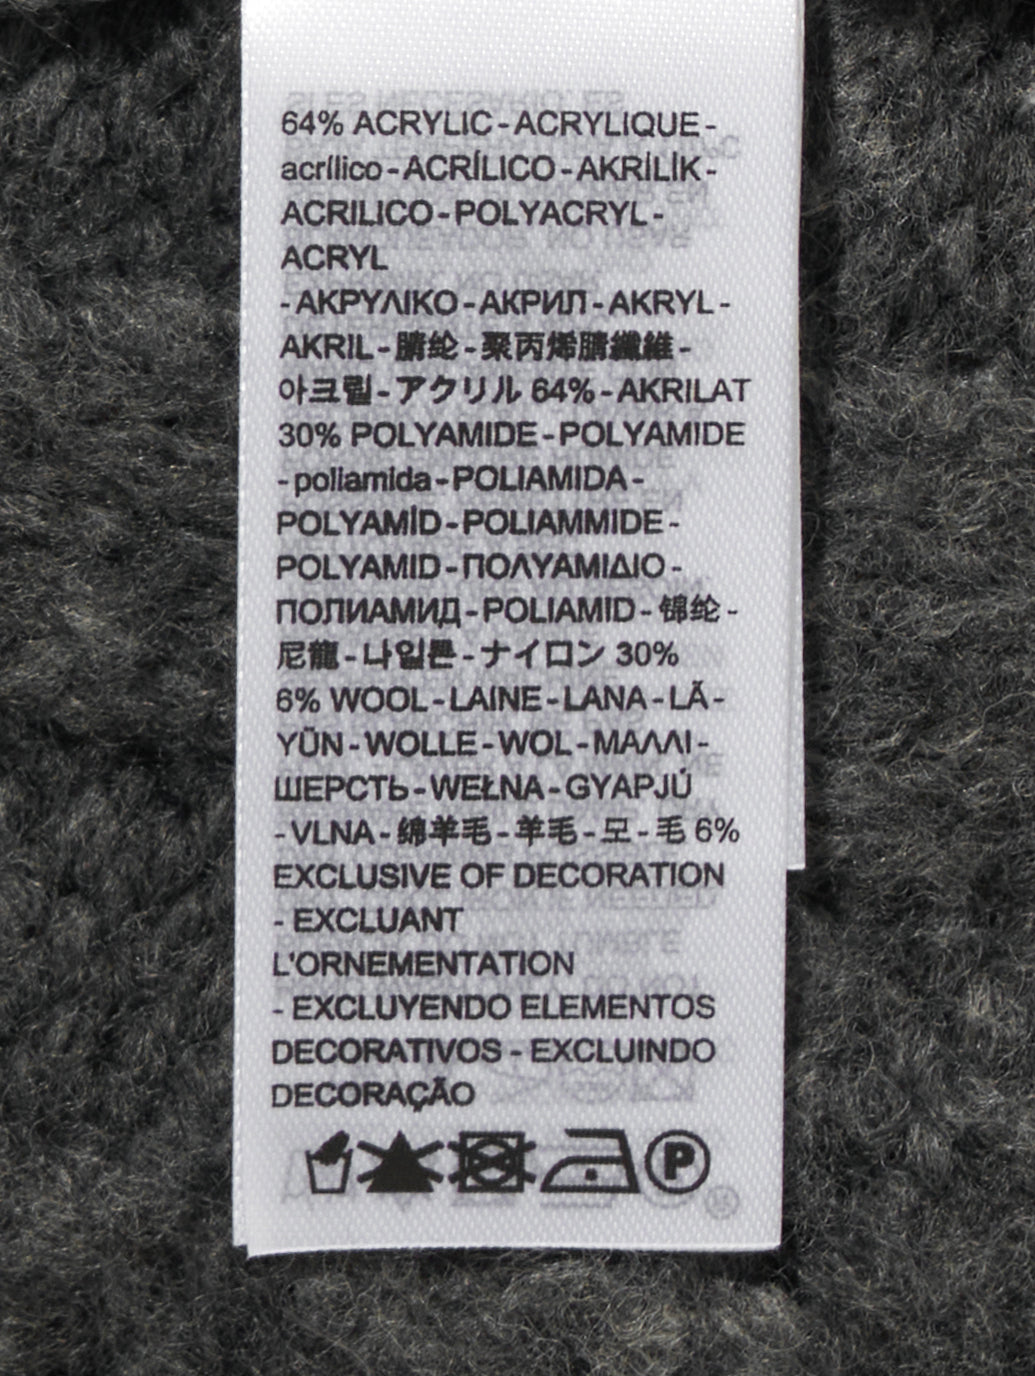 64% ACRYLIC - ACRYLIQUE -
acrílico - ACRÍLICO - AKRİLİK -
ACRILICO - POLYACRYL -
ACRYL
- ΑΚΡΥΛΙΚΟ - АКРИЛ - AKRYL -
AKRIL - 腈纶 - 聚丙烯腈纖維 -
아크릴 - アクリル 64% - AKRILAT
30% POLYAMIDE - POLYAMIDE
- poliamida - POLIAMIDA -
POLYAMİD - POLIAMMIDE -
POLYAMID - ΠΟΛΥΑΜΙΔΙΟ -
ПОЛИАМИД - POLIAMID - 锦纶 -
尼龍 - 나일론 - ナイロン 30%
6% WOOL - LAINE - LANA - LÃ -
YÜN - WOLLE - WOL - ΜΑΛΛΙ -
ШЕРСТЬ - WEŁNA - GYAPJÚ
- VLNA - 绵羊毛 - 羊毛 - 모 - 毛 6%
EXCLUSIVE OF DECORATION
- EXCLUANT
L'ORNEMENTATION
- EXCLUYENDO ELEMENTOS
DECORATIVOS - EXCLUINDO
DECORAÇÃO
P